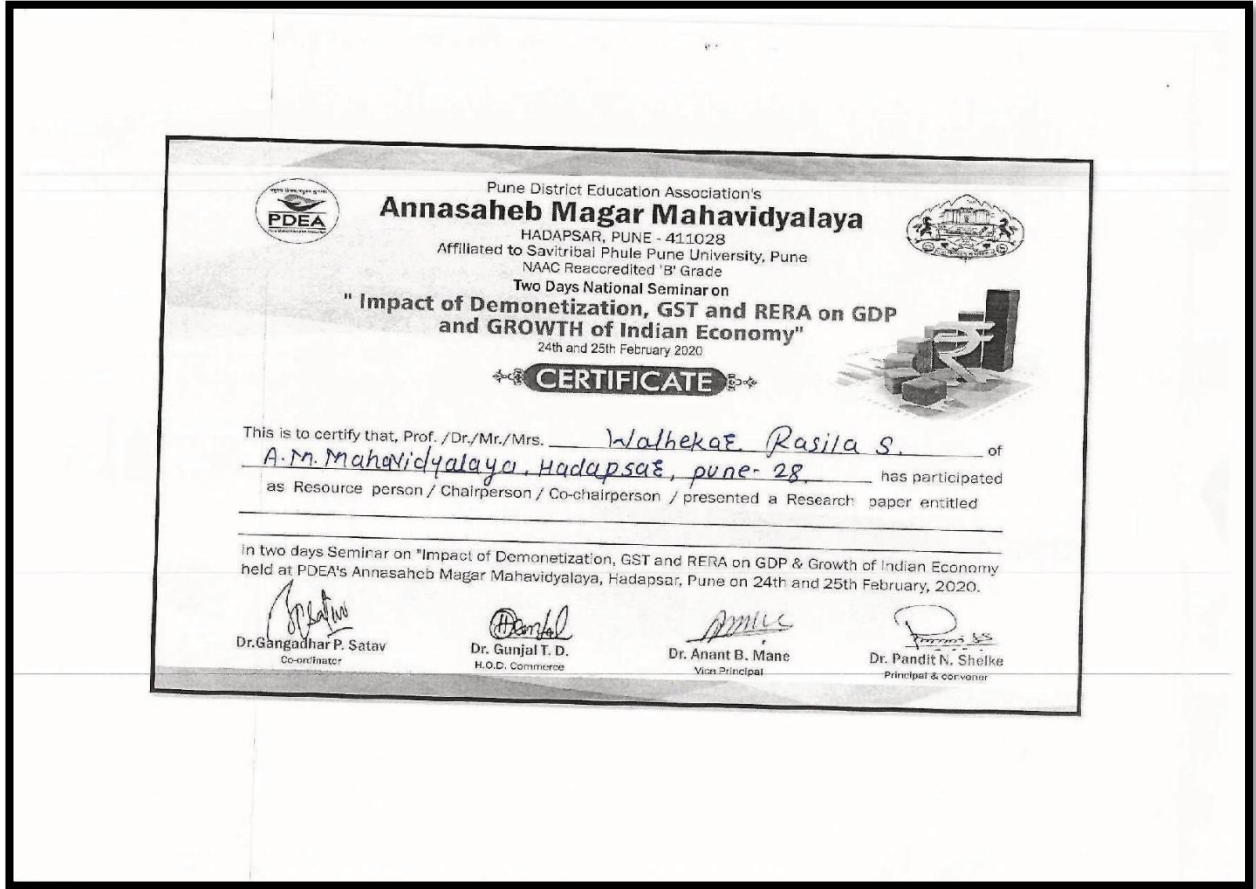 Pune District Education Association's
PDEA
Annasaheb Magar Mahavidyalaya
HADAPSAR, PUNE - 411028
Affiliated to Savitribai Phule Pune University, Pune
NAAC Reaccredited 'B' Grade
Two Days National Seminar on
" Impact of Demonetization, GST and RERA on GDP
and GROWTH of Indian Economy"
24th and 25th February 2020
CERTIFICATE
This is to certify that, Prof. /Dr./Mr./Mrs. Walhekar Rasila S. of
A.M. Mahavidyalaya, Hadapsar, pune- 28. has participated
as Resource person / Chairperson / Co-chairperson / presented a Research paper entitled
in two days Seminar on "Impact of Demonetization, GST and RERA on GDP & Growth of Indian Economy
held at PDEA's Annasaheb Magar Mahavidyalaya, Hadapsar, Pune on 24th and 25th February, 2020.
Dr.Gangadhar P. Satav Dr. Gunjal T. D. Dr. Anant B. Mane Dr. Pandit N. Shelke
Co-ordinator H.O.D. Commerce Vice Principal Principal & convener